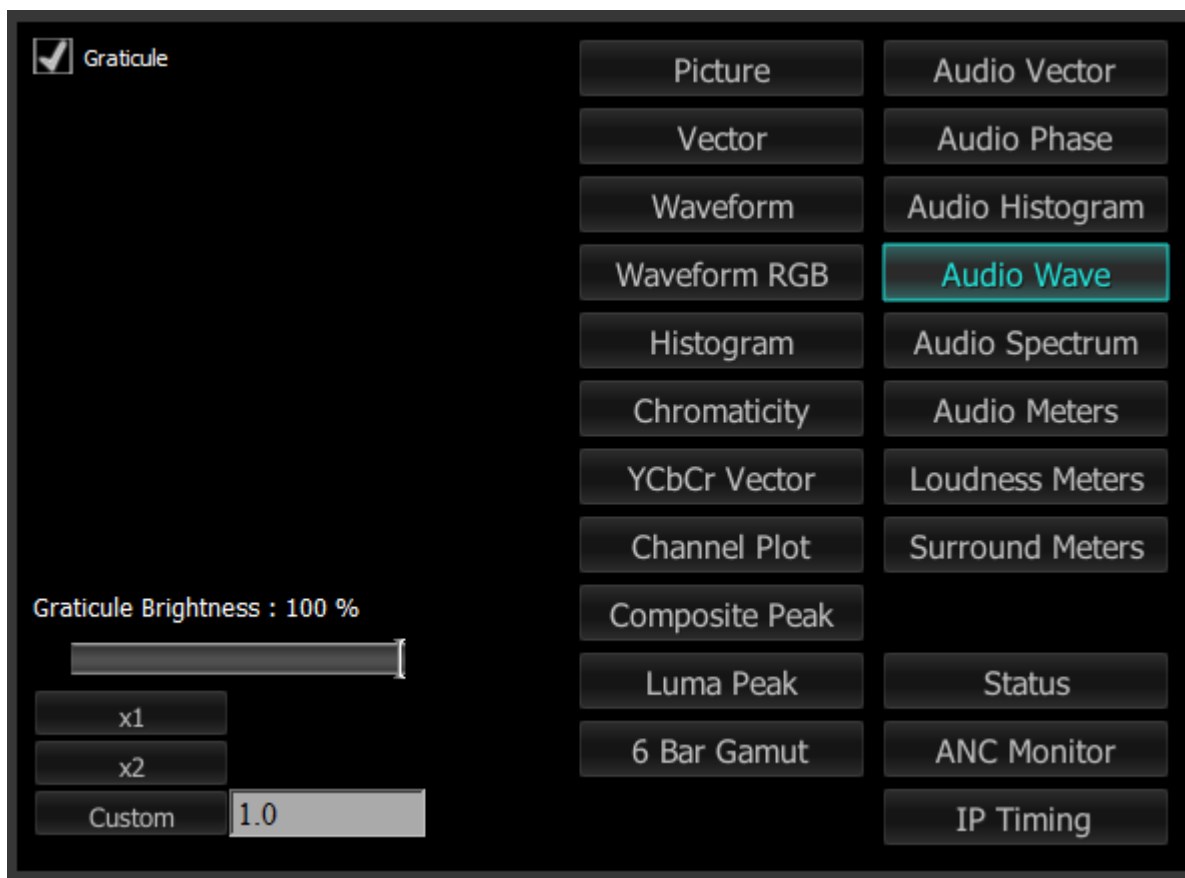 Graticule
Graticule Brightness : 100 %
x1
x2
Custom 1.0
Picture
Vector
Waveform
Waveform RGB
Histogram
Chromaticity
YCbCr Vector
Channel Plot
Composite Peak
Luma Peak
6 Bar Gamut
Audio Vector
Audio Phase
Audio Histogram
Audio Wave
Audio Spectrum
Audio Meters
Loudness Meters
Surround Meters
Status
ANC Monitor
IP Timing